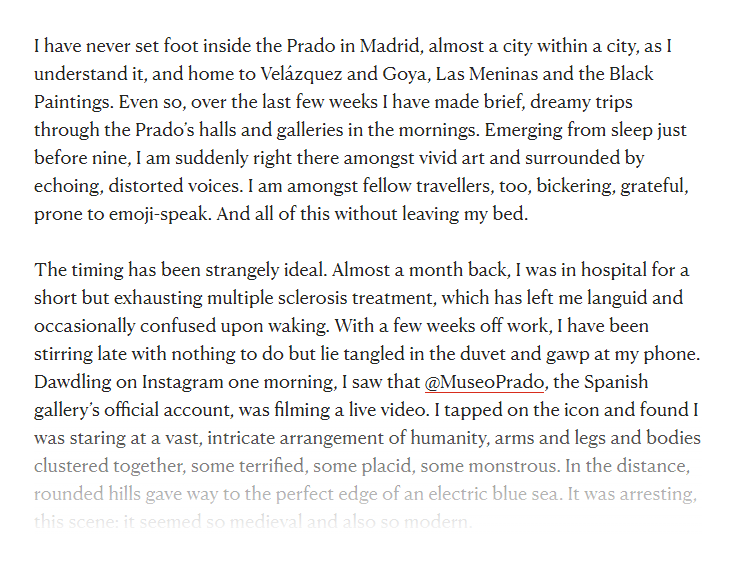 I have never set foot inside the Prado in Madrid, almost a city within a city, as I
understand it, and home to Velázquez and Goya, Las Meninas and the Black
Paintings. Even so, over the last few weeks I have made brief, dreamy trips
through the Prado’s halls and galleries in the mornings. Emerging from sleep just
before nine, I am suddenly right there amongst vivid art and surrounded by
echoing, distorted voices. I am amongst fellow travellers, too, bickering, grateful,
prone to emoji-speak. And all of this without leaving my bed.
The timing has been strangely ideal. Almost a month back, I was in hospital for a
short but exhausting multiple sclerosis treatment, which has left me languid and
occasionally confused upon waking. With a few weeks off work, I have been
stirring late with nothing to do but lie tangled in the duvet and gawp at my phone.
Dawdling on Instagram one morning, I saw that @MuseoPrado, the Spanish
gallery’s official account, was filming a live video. I tapped on the icon and found I
was staring at a vast, intricate arrangement of humanity, arms and legs and bodies
clustered together, some terrified, some placid, some monstrous. In the distance,
rounded hills gave way to the perfect edge of an electric blue sea. It was arresting,
this scene: it seemed so medieval and also so modern.